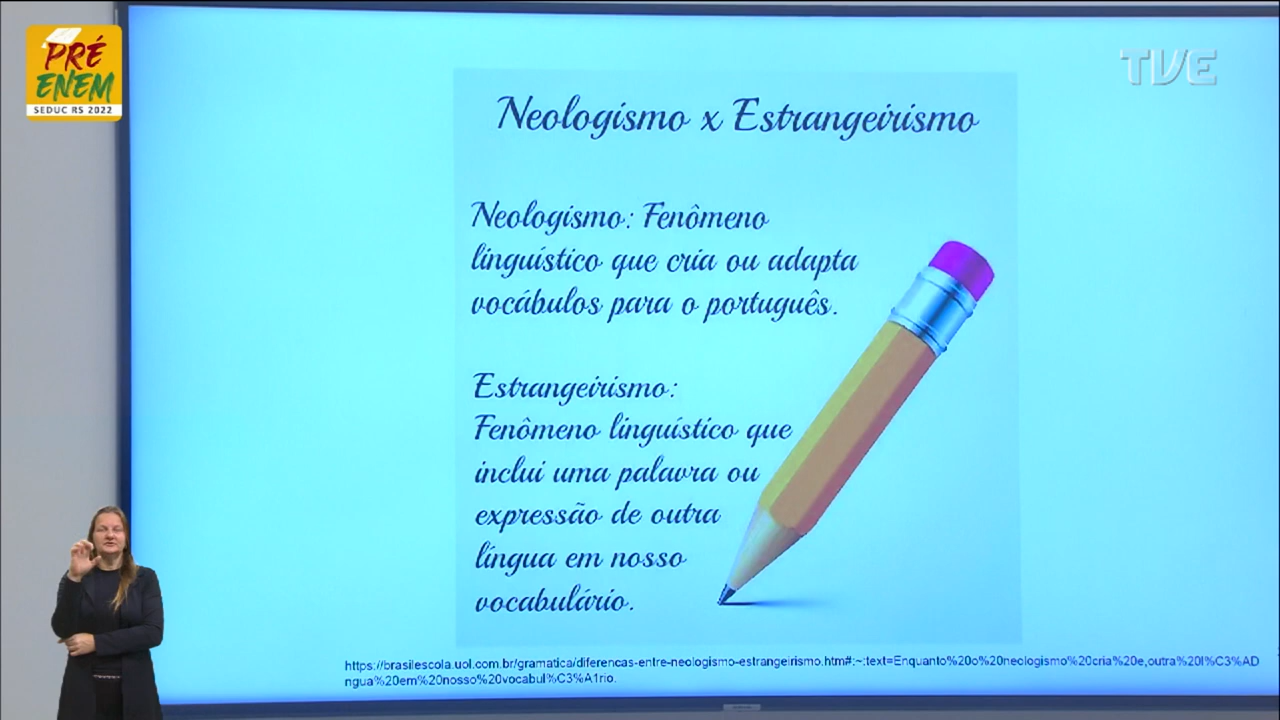 PRÉ
ENEM
SEDUC RS 2022
TVE
Neologismo x Estrangeirismo
Neologismo: Fenômeno
linguístico que cria ou adapta
vocábulos para o português.
Estrangeirismo:
Fenômeno linguístico que
inclui uma palavra ou
expressão de outra
língua em nosso
vocabulário.
https://brasilescola.uol.com.br/gramatica/diferencas-entre-neologismo-estrangeirismo.htm#:~:text=Enquanto%20o%20neologismo%20cria%20e,outra%20l%C3%AD
ngua%20em%20nosso%20vocabul%C3%A1rio.